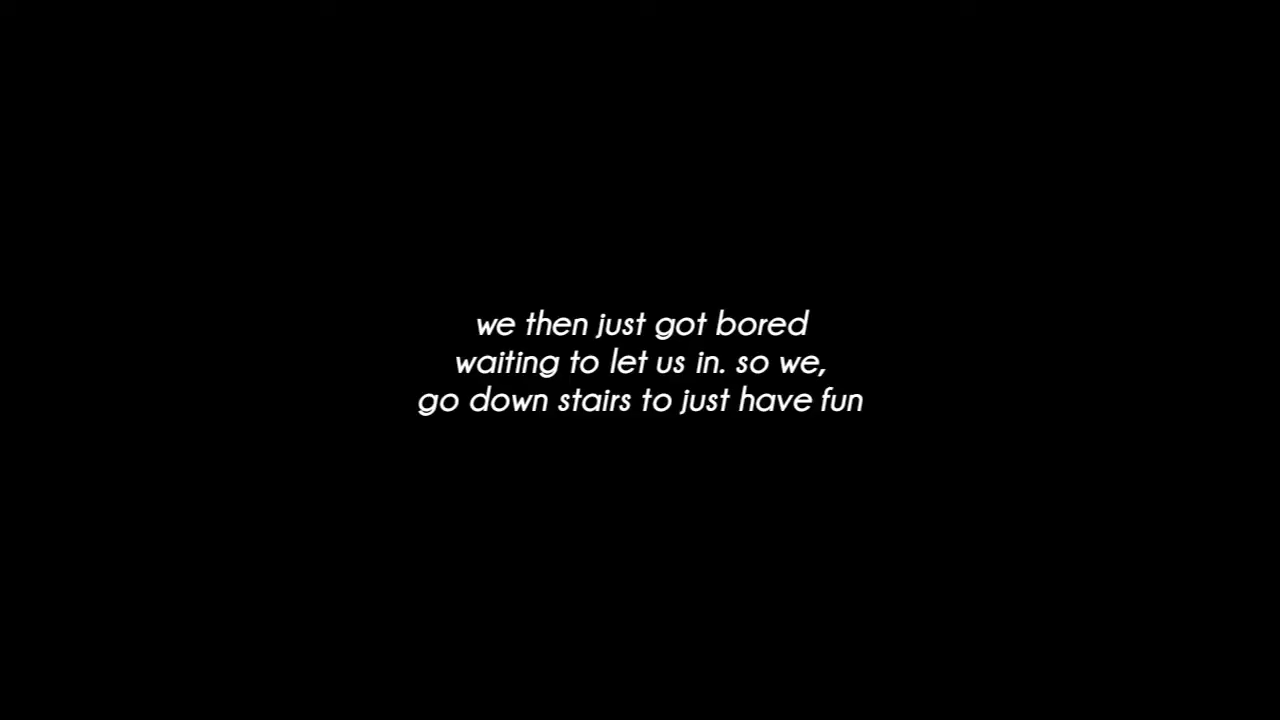 we then just got bored
waiting to let us in. so we,
go down stairs to just have fun